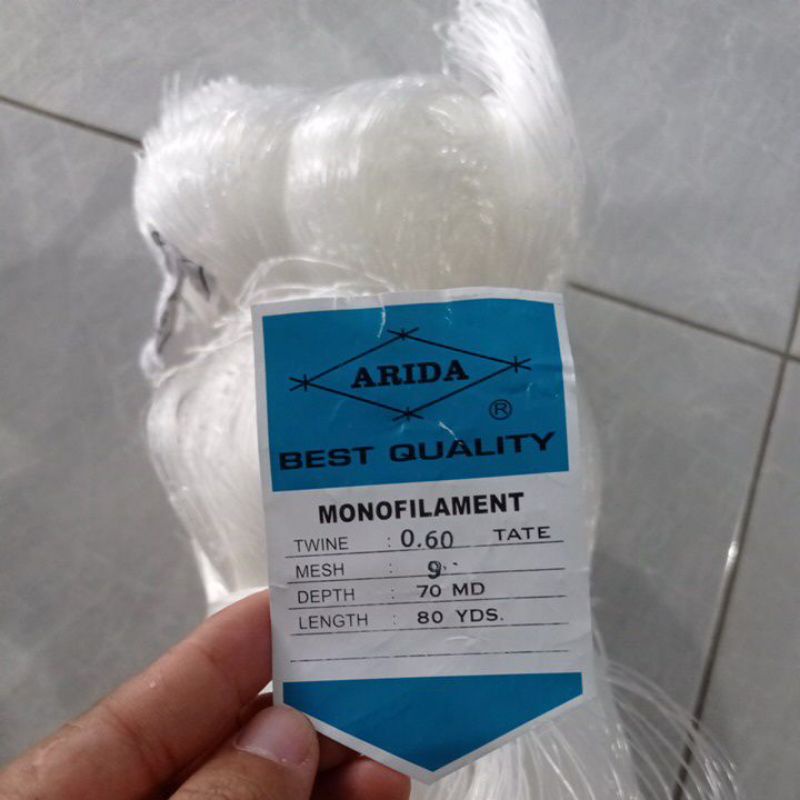 ARIDA
®
BEST QUALITY
MONOFILAMENT
TWINE : 0.60 TATE
MESH : 9"
DEPTH : 70 MD
LENGTH : 80 YDS.